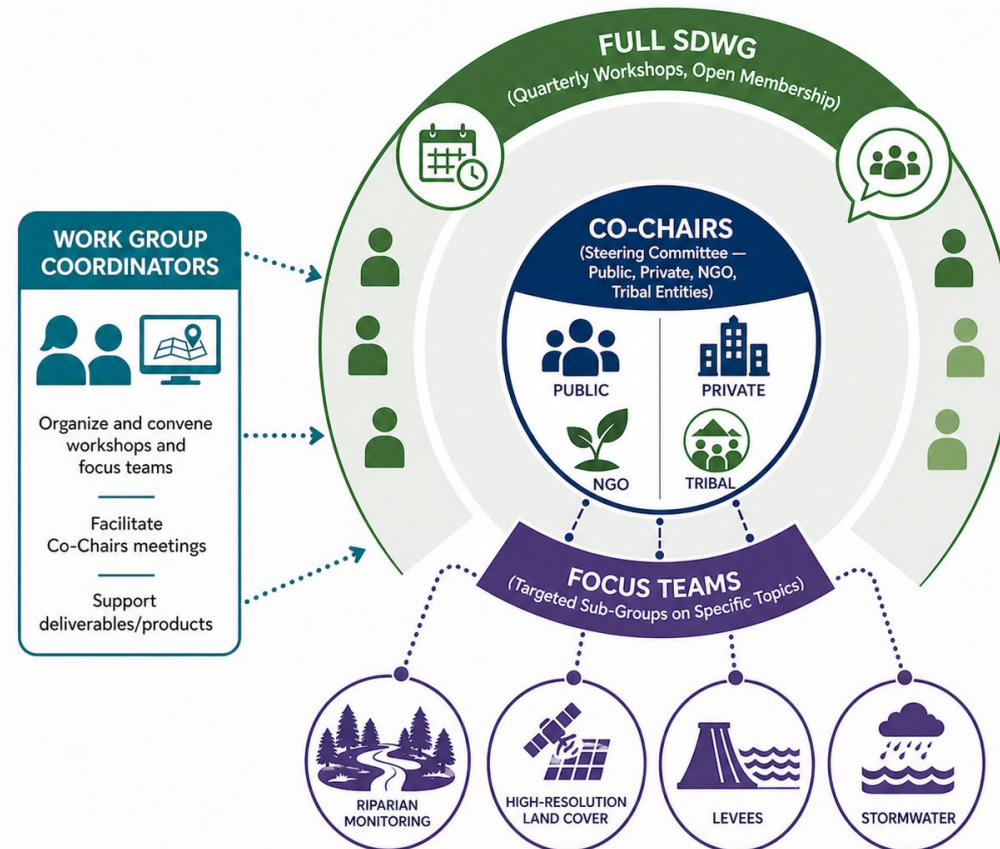 FULL SDWG
(Quarterly Workshops, Open Membership)
WORK GROUP
COORDINATORS
Organize and convene
workshops and
focus teams
Facilitate
Co-Chairs meetings
Support
deliverables/products
CO-CHAIRS
(Steering Committee —
Public, Private, NGO,
Tribal Entities)
PUBLIC
PRIVATE
NGO
TRIBAL
FOCUS TEAMS
(Targeted Sub-Groups on Specific Topics)
RIPARIAN
MONITORING
HIGH-RESOLUTION
LAND COVER
LEVEES
STORMWATER